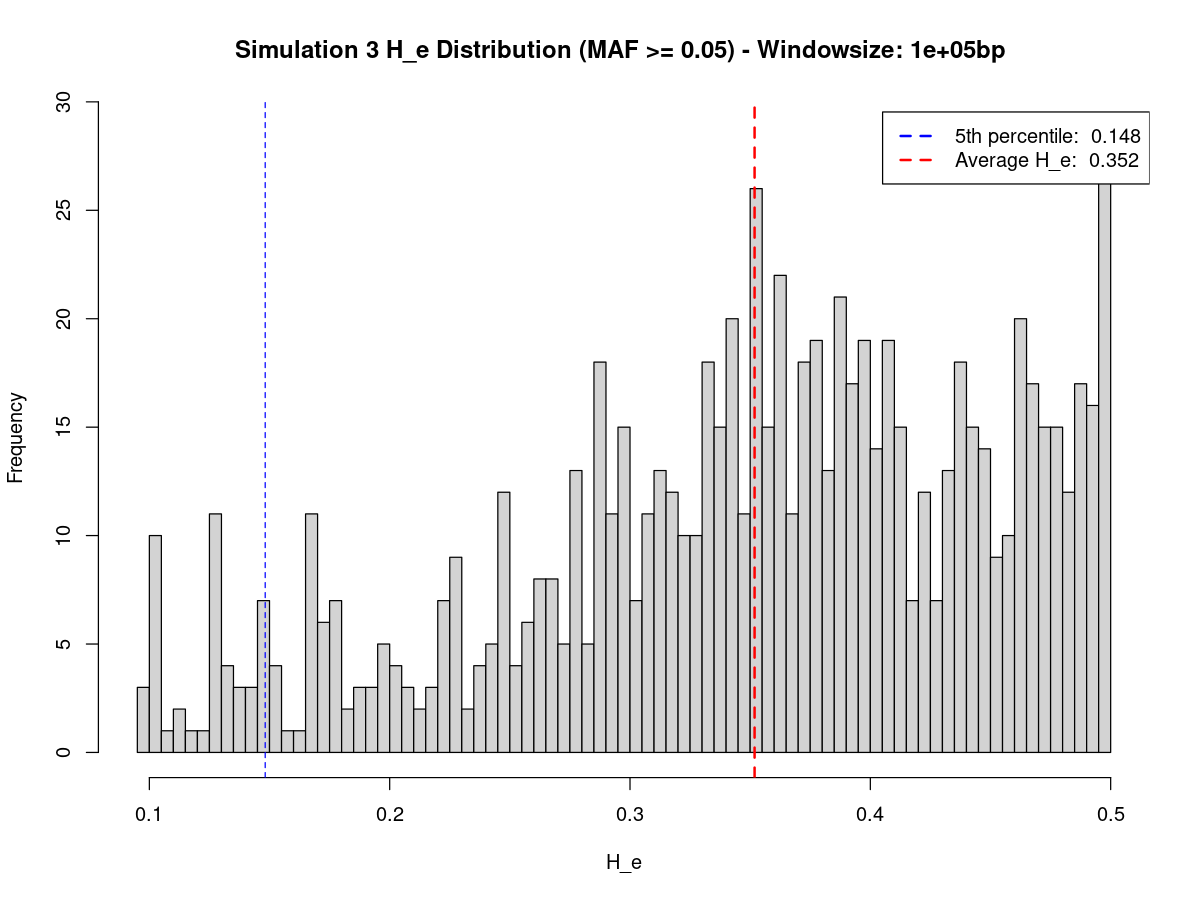 Simulation 3 H_e Distribution (MAF >= 0.05) - Windowsize: 1e+05bp
5th percentile: 0.148
Average H_e: 0.352
Frequency
30
25
20
15
10
5
0
0.1 0.2 0.3 0.4 0.5
H_e